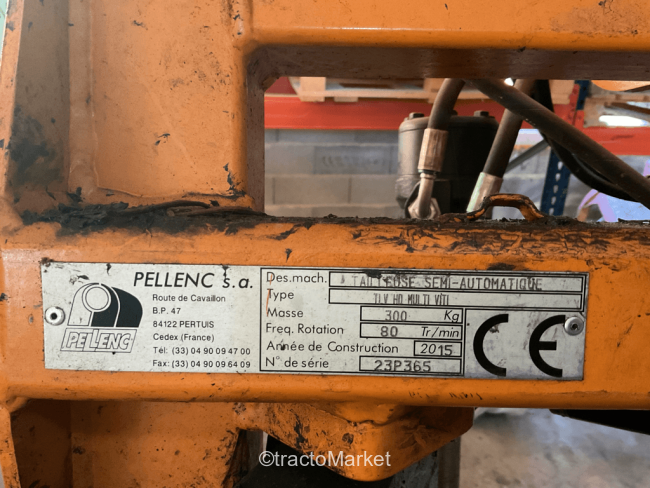 PELLENC s.a.
Route de Cavaillon
B.P. 47
84122 PERTUIS
Cedex (France)
Tél: (33) 04 90 09 47 00
Fax: (33) 04 90 09 64 09
PELLENC
Des.mach. TAILLEUSE SEMI-AUTOMATIQUE
Type TLV HO MULTI VITI
Masse 300 Kg
Freq. Rotation 80 Tr/min
Année de Construction 2015
N° de série 23P365
CE
©tractoMarket